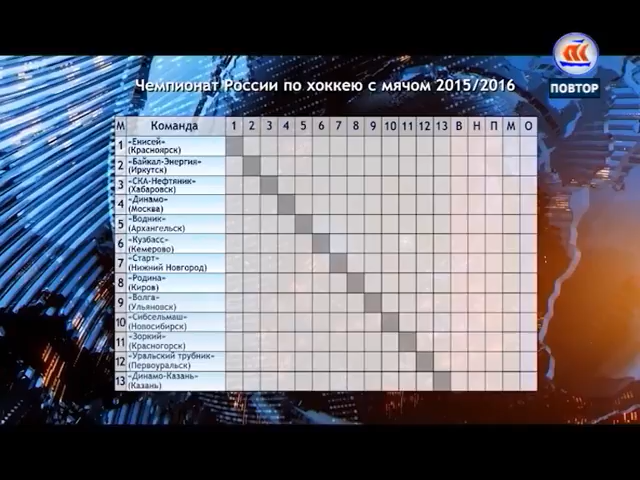 ПОВТОР
Чемпионат России по хоккею с мячом 2015/2016
М Команда 1 2 3 4 5 6 7 8 9 10 11 12 13 В Н П М О
1 «Енисей»
(Красноярск)
2 «Байкал-Энергия»
(Иркутск)
3 «СКА-Нефтяник»
(Хабаровск)
4 «Динамо»
(Москва)
5 «Водник»
(Архангельск)
6 «Кузбасс»
(Кемерово)
7 «Старт»
(Нижний Новгород)
8 «Родина»
(Киров)
9 «Волга»
(Ульяновск)
10 «Сибсельмаш»
(Новосибирск)
11 «Зоркий»
(Красногорск)
12 «Уральский трубник»
(Первоуральск)
13 «Динамо-Казань»
(Казань)